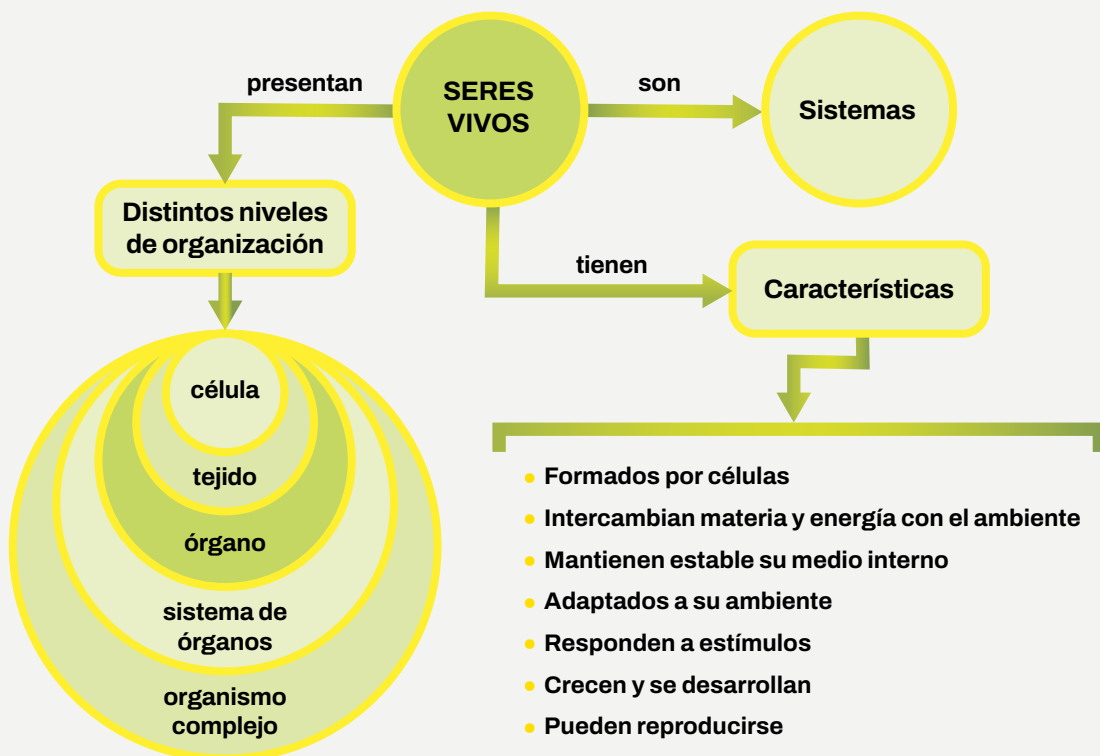 presentan
SERES
VIVOS
son
Sistemas
Distintos niveles
de organización
tienen
Características
célula
tejido
órgano
sistema de
órganos
organismo
complejo
• Formados por células
• Intercambian materia y energía con el ambiente
• Mantienen estable su medio interno
• Adaptados a su ambiente
• Responden a estímulos
• Crecen y se desarrollan
• Pueden reproducirse